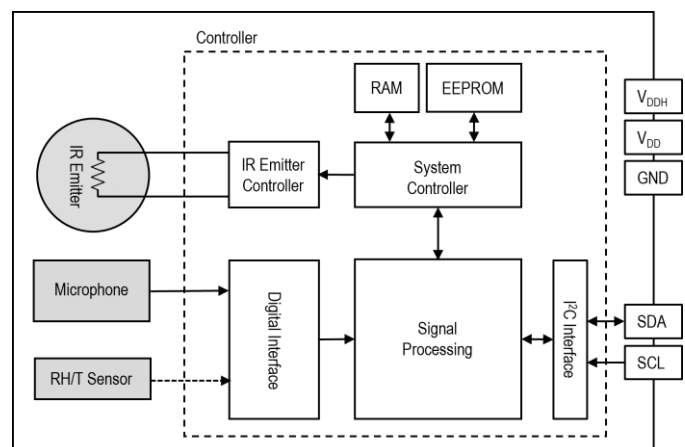 Controller
RAM
EEPROM
V_DDH
V_DD
GND
IR Emitter
IR Emitter
Controller
System
Controller
Microphone
Digital Interface
Signal
Processing
I²C Interface
SDA
SCL
RH/T Sensor